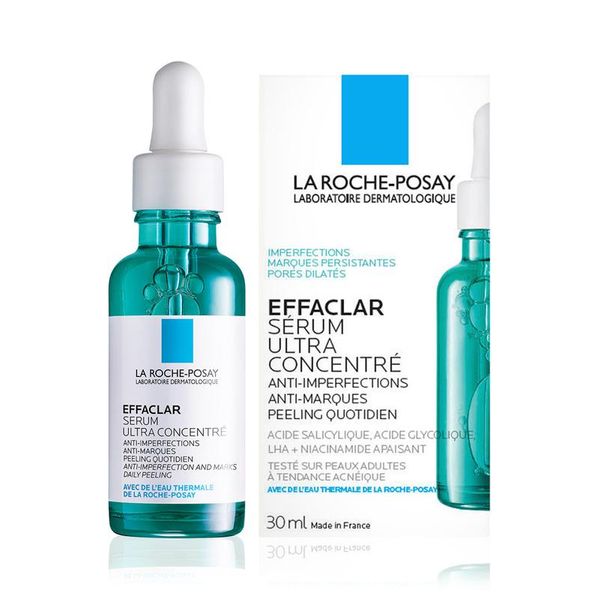 LA ROCHE-POSAY
LABORATOIRE DERMATOLOGIQUE
EFFACLAR
SERUM
ULTRA CONCENTRÉ
ANTI-IMPERFECTIONS
ANTI-MARQUES
PEELING QUOTIDIEN
ANTI-IMPERFECTION AND MARKS
DAILY PEELING
AVEC DE L'EAU THERMALE
DE LA ROCHE-POSAY
LA ROCHE-POSAY
LABORATOIRE DERMATOLOGIQUE
IMPERFECTIONS
MARQUES PERSISTANTES
PORES DILATÉS
EFFACLAR
SÉRUM
ULTRA
CONCENTRÉ
ANTI-IMPERFECTIONS
ANTI-MARQUES
PEELING QUOTIDIEN
ACIDE SALICYLIQUE, ACIDE GLYCOLIQUE,
LHA + NIACINAMIDE APAISANT
TESTÉ SUR PEAUX ADULTES
À TENDANCE ACNÉIQUE
AVEC DE L'EAU THERMALE DE LA ROCHE-POSAY
30 ml Made in France